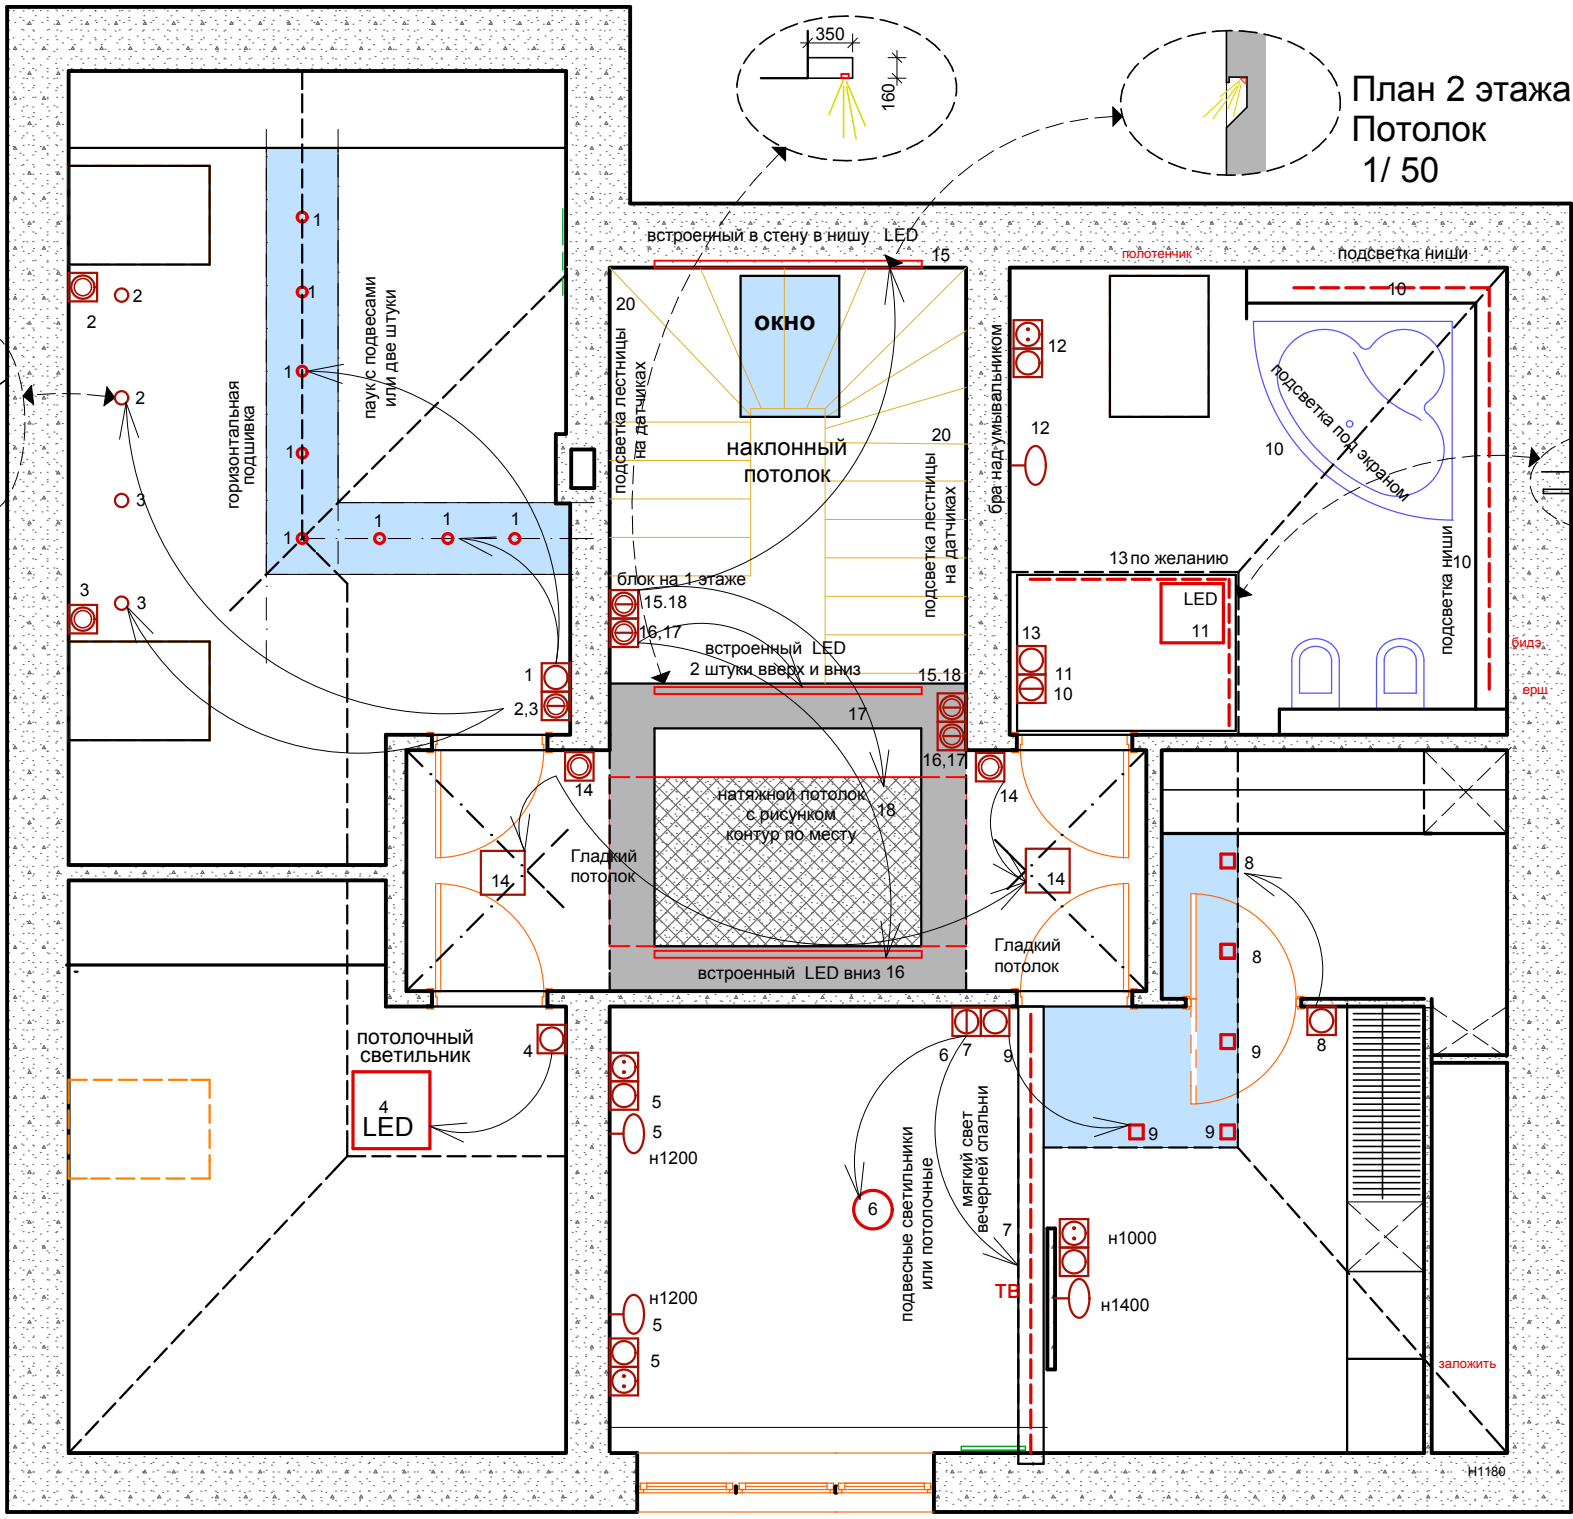 350
160
План 2 этажа
Потолок
1/ 50
встроенный в стену в нишу LED
15
полотенчик
подсветка ниши
10
1
1
1
1
1
1
1
1
2
2
2
3
3
3
горизонтальная
подшивка
паук с подвесами
или две штуки
1
2,3
20
подсветка лестницы
на датчиках
окно
наклонный
потолок
20
подсветка лестницы
на датчиках
блок на 1 этаже
15.18
16,17
встроенный LED
2 штуки вверх и вниз
15.18
17
16,17
12
12
бра над умывальником
подсветка под экраном
10
13 по желанию
LED
11
13
11
10
подсветка ниши
10
бидэ
ерш
14
14
14
14
натяжной потолок
с рисунком
контур по месту
18
Гладкий
потолок
Гладкий
потолок
встроенный LED вниз 16
потолочный
светильник
4
4
LED
5
5
н1200
н1200
5
5
6
7
9
6
подвесные светильники
или потолочные
мягкий свет
вечерней спальни
7
ТВ
8
8
9
9
9
8
н1000
н1400
заложить
Н1180